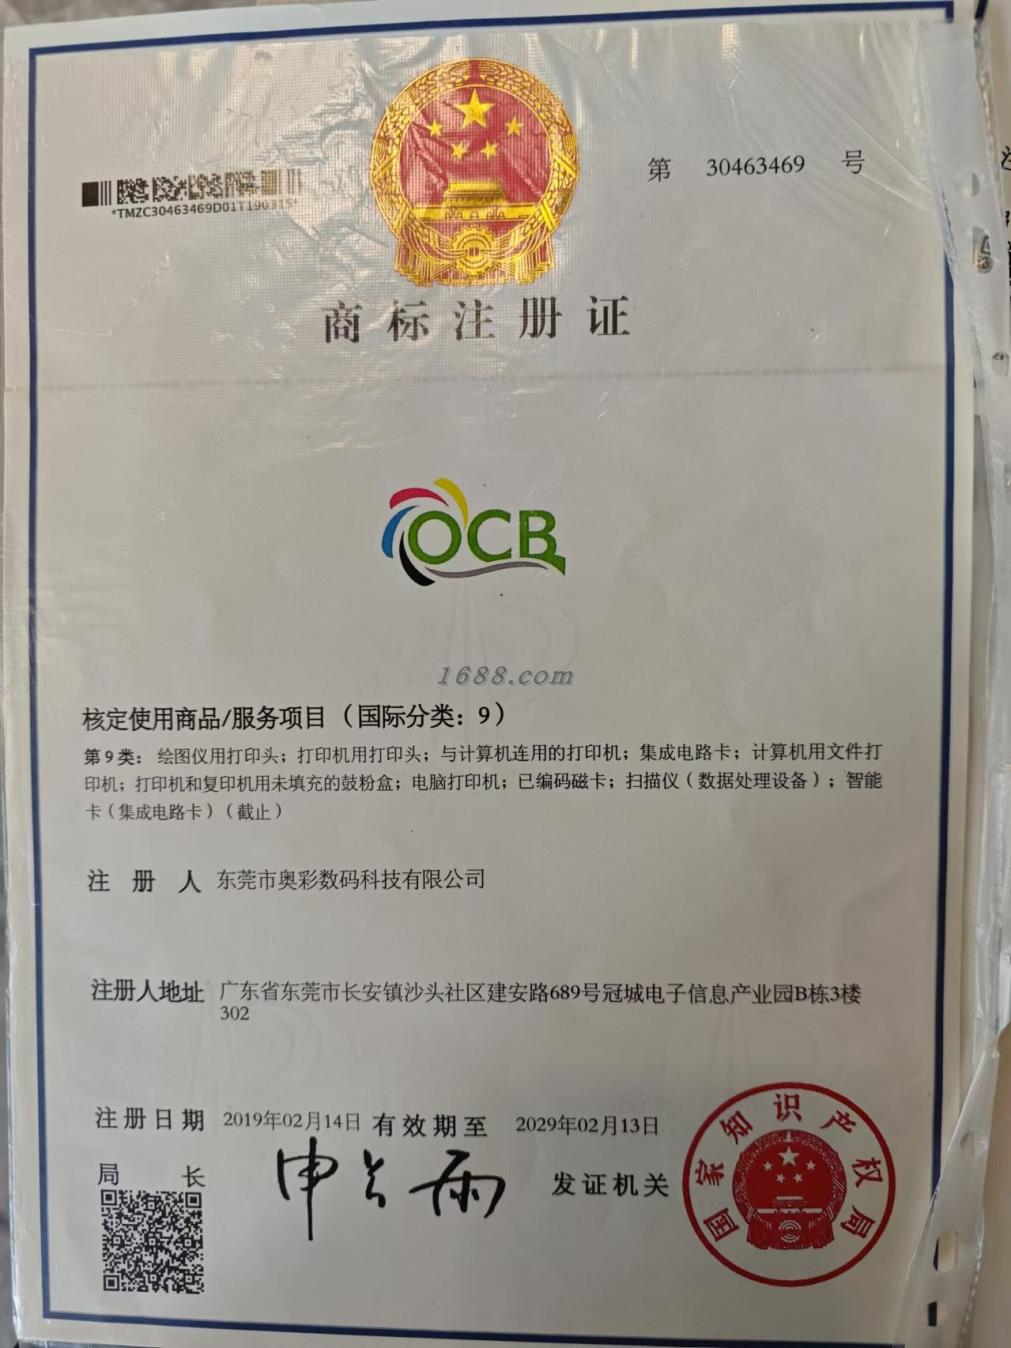 第 30463469 号
*TMZC30463469D01T190315*
商标注册证
OCB
1688.com
核定使用商品/服务项目（国际分类：9）
第9类：绘图仪用打印头；打印机用打印头；与计算机连用的打印机；集成电路卡；计算机用文件打
印机；打印机和复印机用未填充的鼓粉盒；电脑打印机；已编码磁卡；扫描仪（数据处理设备）；智能
卡（集成电路卡）（截止）
注册人 东莞市奥彩数码科技有限公司
注册人地址 广东省东莞市长安镇沙头社区建安路689号冠城电子信息产业园B栋3楼
302
注册日期 2019年02月14日 有效期至 2029年02月13日
局长 申长雨 发证机关
国家知识产权局